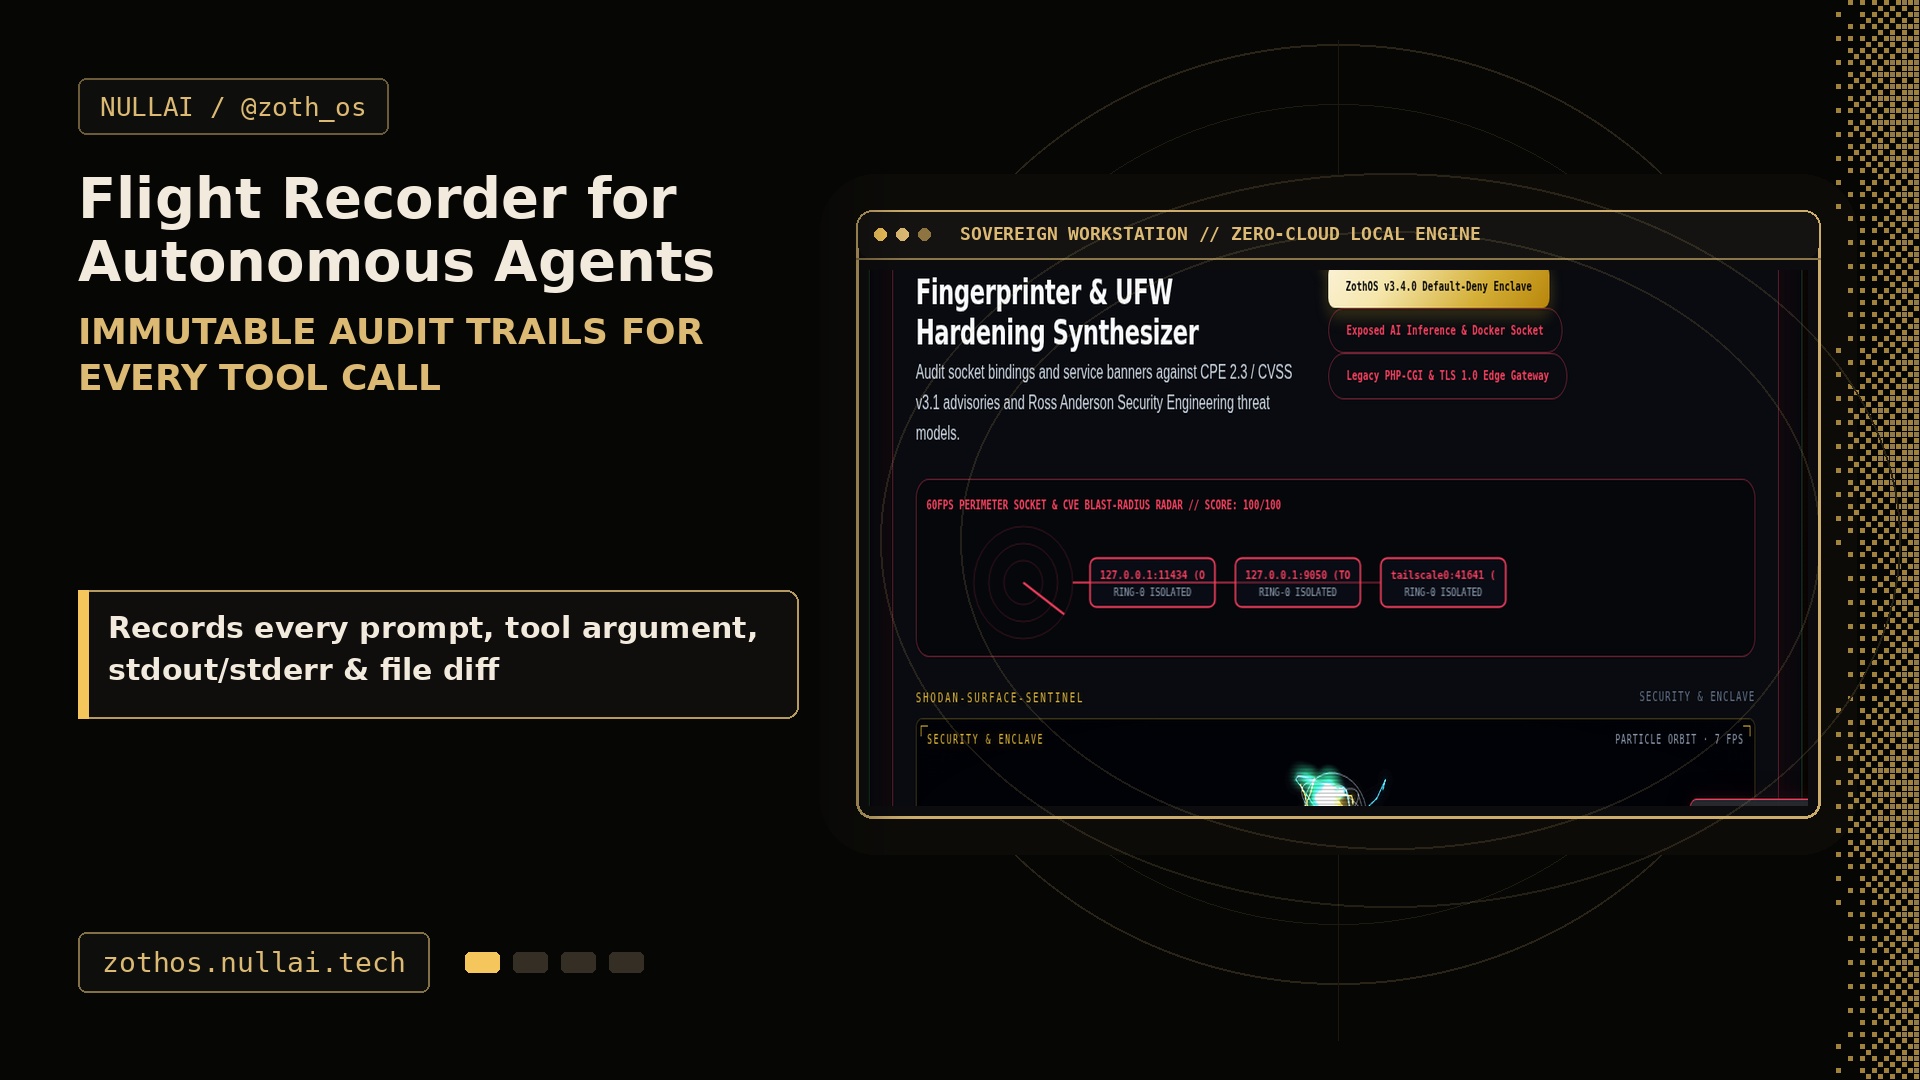 NULLAI / @zoth_os
Flight Recorder for
Autonomous Agents
IMMUTABLE AUDIT TRAILS FOR
EVERY TOOL CALL
Records every prompt, tool argument,
stdout/stderr & file diff
zothos.nullai.tech
SOVEREIGN WORKSTATION // ZERO-CLOUD LOCAL ENGINE
Fingerprinter & UFW
Hardening Synthesizer
Audit socket bindings and service banners against CPE 2.3 / CVSS
v3.1 advisories and Ross Anderson Security Engineering threat
models.
ZothOS v3.4.0 Default-Deny Enclave
Exposed AI Inference & Docker Socket
Legacy PHP-CGI & TLS 1.0 Edge Gateway
60FPS PERIMETER SOCKET & CVE BLAST-RADIUS RADAR // SCORE: 100/100
127.0.0.1:11434 (O
RING-0 ISOLATED
127.0.0.1:9050 (TO
RING-0 ISOLATED
tailscale0:41641 (
RING-0 ISOLATED
SHODAN-SURFACE-SENTINEL
SECURITY & ENCLAVE
SECURITY & ENCLAVE
PARTICLE ORBIT · 7 FPS